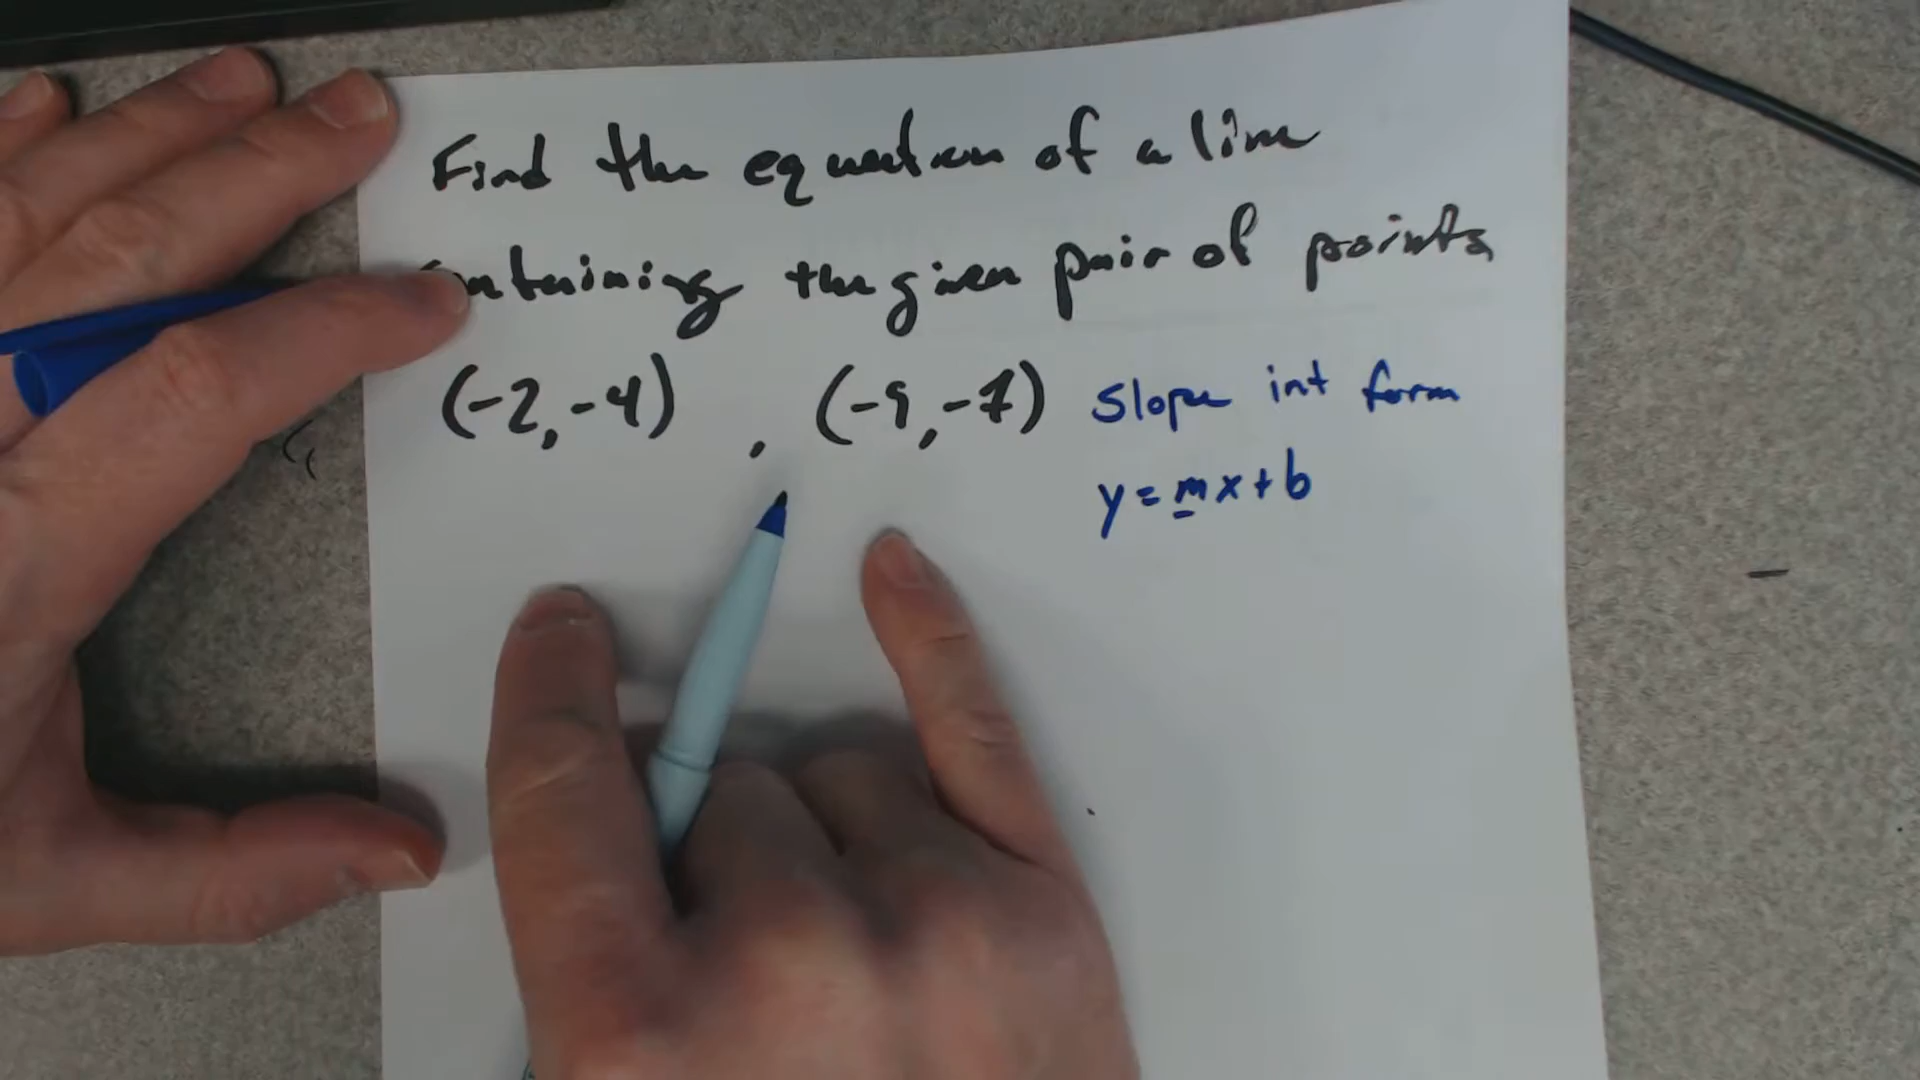 Find the equation of a line
containing the given pair of points
(-2,-4) , (-9,-7) Slope int form
y = mx + b